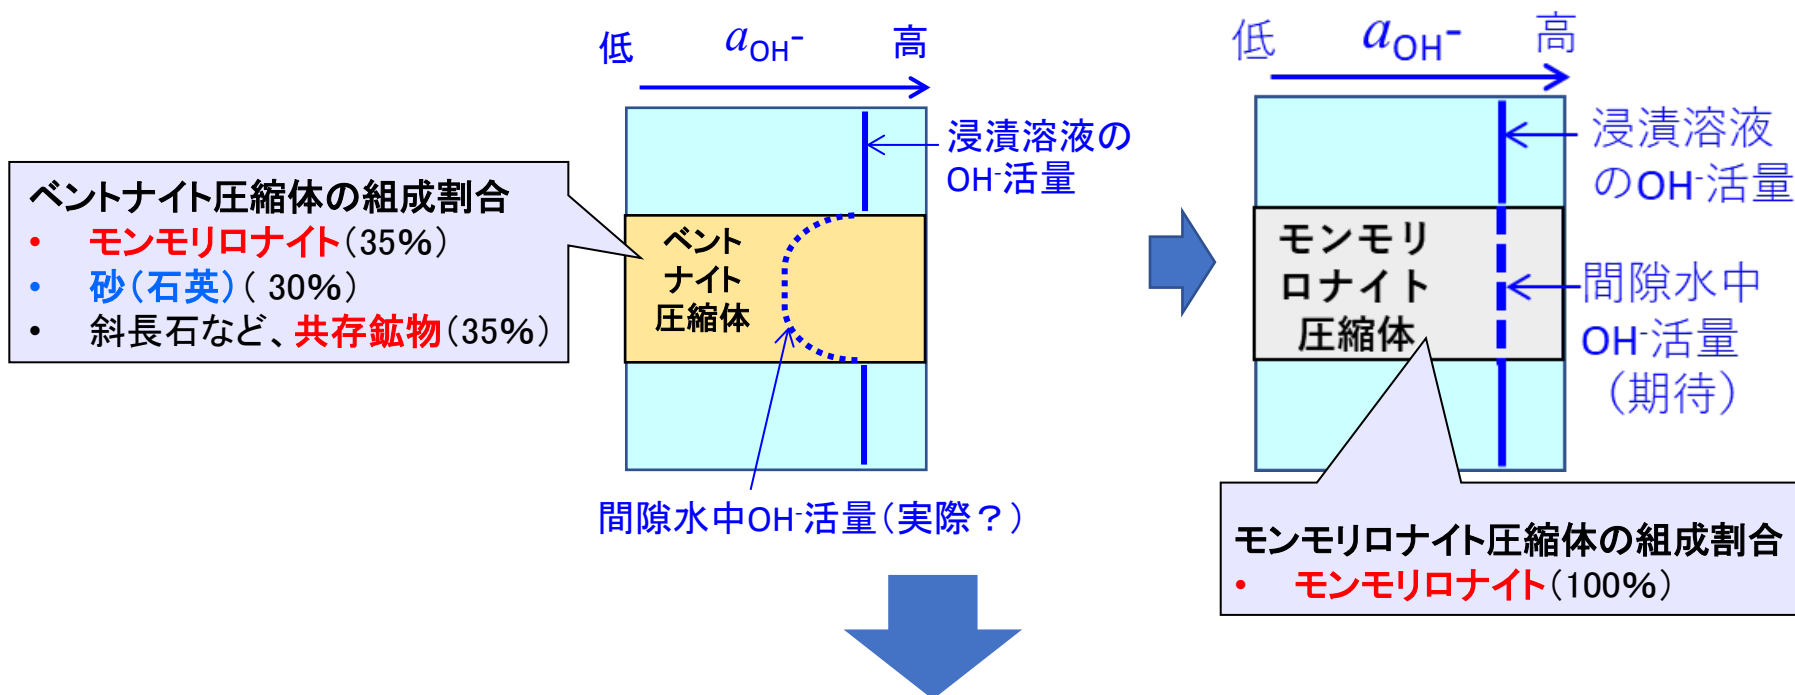 低 aOH- 高
浸漬溶液の
OH-活量
ベントナイト圧縮体の組成割合
• モンモリロナイト(35%)
• 砂(石英)( 30%)
• 斜長石など、共存鉱物(35%)
ベント
ナイト
圧縮体
間隙水中OH-活量(実際？)
低 aOH- 高
浸漬溶液
のOH-活量
モンモリ
ロナイト
圧縮体
間隙水中
OH-活量
(期待)
モンモリロナイト圧縮体の組成割合
• モンモリロナイト(100%)